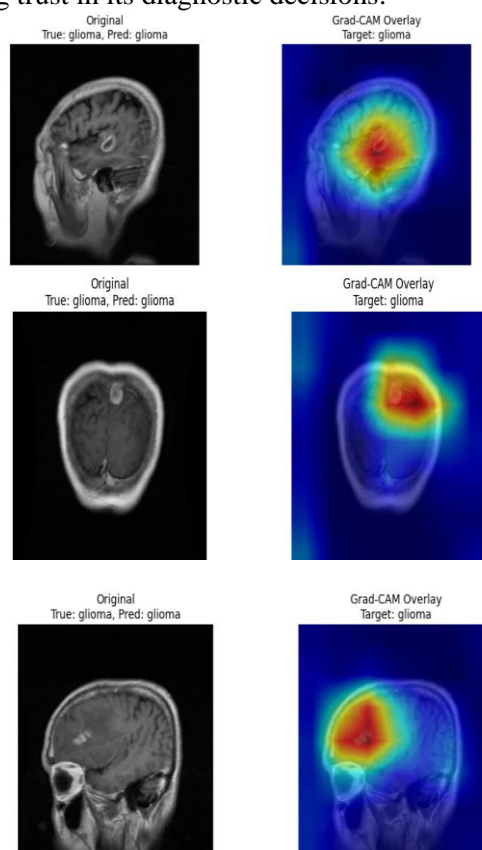 g trust in its diagnostic decisions.
Original
True: glioma, Pred: glioma
Grad-CAM Overlay
Target: glioma
Original
True: glioma, Pred: glioma
Grad-CAM Overlay
Target: glioma
Original
True: glioma, Pred: glioma
Grad-CAM Overlay
Target: glioma